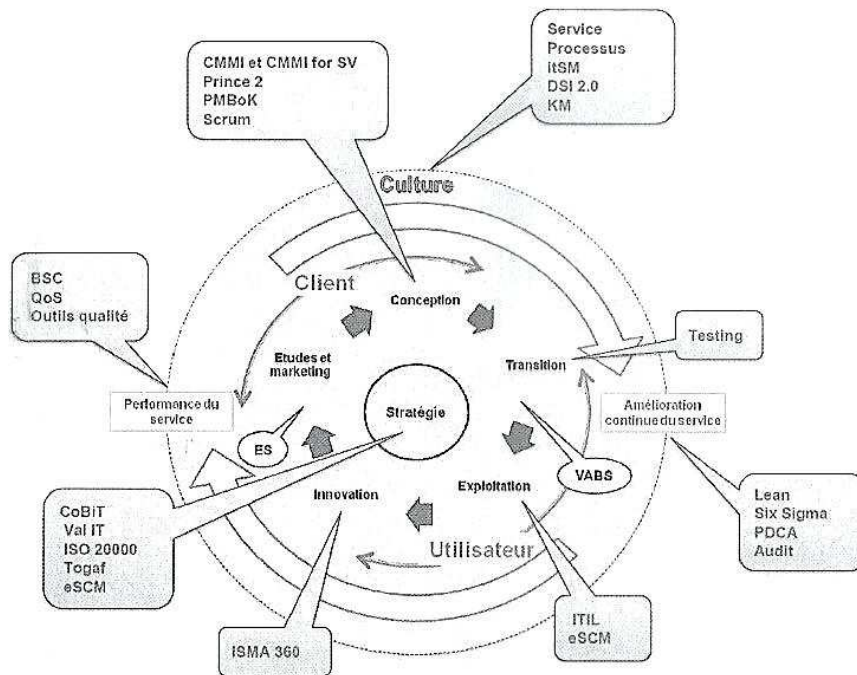 CMMI et CMMI for SV
Prince 2
PMBoK
Scrum
Service
Processus
itSM
DSI 2.0
KM
Culture
BSC
QoS
Outils qualité
Client
Conception
Testing
Etudes et
marketing
Transition
Performance du
service
Stratégie
Amélioration
continue du service
ES
VABS
Innovation
Exploitation
CoBiT
Val IT
ISO 20000
Togaf
eSCM
Utilisateur
Lean
Six Sigma
PDCA
Audit
ISMA 360
ITIL
eSCM